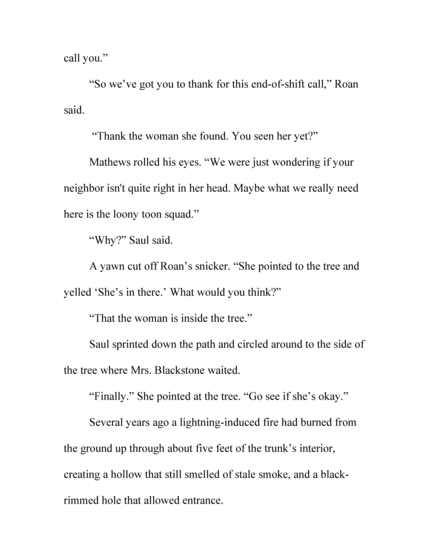 call you.”
“So we’ve got you to thank for this end-of-shift call,” Roan
said.
“Thank the woman she found. You seen her yet?”
Mathews rolled his eyes. “We were just wondering if your
neighbor isn't quite right in her head. Maybe what we really need
here is the loony toon squad.”
“Why?” Saul said.
A yawn cut off Roan’s snicker. “She pointed to the tree and
yelled ‘She’s in there.’ What would you think?”
“That the woman is inside the tree.”
Saul sprinted down the path and circled around to the side of
the tree where Mrs. Blackstone waited.
“Finally.” She pointed at the tree. “Go see if she’s okay.”
Several years ago a lightning-induced fire had burned from
the ground up through about five feet of the trunk’s interior,
creating a hollow that still smelled of stale smoke, and a black-
rimmed hole that allowed entrance.